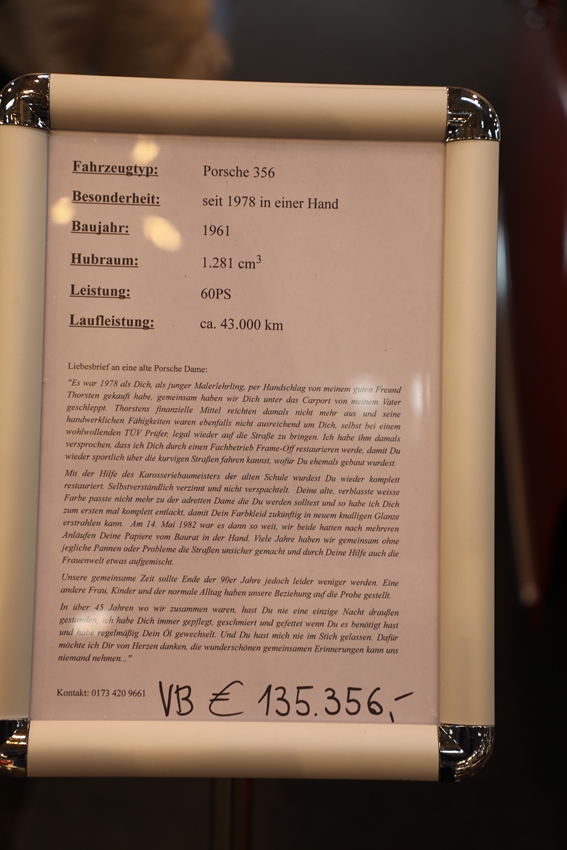 Fahrzeugtyp: Porsche 356
Besonderheit: seit 1978 in einer Hand
Baujahr: 1961
Hubraum: 1.281 cm³
Leistung: 60PS
Laufleistung: ca. 43.000 km
Liebesbrief an eine alte Porsche Dame:
"Es war 1978 als Dich, als junger Malerlehrling, per Handschlag von meinem guten Freund
Thorsten gekauft habe, gemeinsam haben wir Dich unter das Carport von meinem Vater
geschleppt. Thorstens finanzielle Mittel reichten damals nicht mehr aus und seine
handwerklichen Fähigkeiten waren ebenfalls nicht ausreichend um Dich, selbst bei einem
wohlwollenden TÜV Prüfer, legal wieder auf die Straße zu bringen. Ich habe ihm damals
versprochen, dass ich Dich durch einen Fachbetrieb Frame-Off restaurieren werde, damit Du
wieder sportlich über die kurvigen Straßen fahren kannst, wofür Du ehemals gebaut wurdest.
Mit der Hilfe des Karosseriebaumeisters der alten Schule wurdest Du wieder komplett
restauriert. Selbstverständlich verzinnt und nicht verspachtelt. Deine alte, verblasste weisse
Farbe passte nicht mehr zu der adretten Dame die Du werden solltest und so habe ich Dich
zum ersten mal komplett entlackt, damit Dein Farbkleid zukünftig in neuem knalligen Glanze
erstrahlen kann. Am 14. Mai 1982 war es dann so weit, wir beide hatten nach mehreren
Anläufen Deine Papiere vom Baurat in der Hand. Viele Jahre haben wir gemeinsam ohne
jegliche Pannen oder Probleme die Straßen unsicher gemacht und durch Deine Hilfe auch die
Frauenwelt etwas aufgemischt.
Unsere gemeinsame Zeit sollte Ende der 90er Jahre jedoch leider weniger werden. Eine
andere Frau, Kinder und der normale Alltag haben unsere Beziehung auf die Probe gestellt.
In über 45 Jahren wo wir zusammen waren, hast Du nie eine einzige Nacht draußen
gestanden, ich habe Dich immer gepflegt, geschmiert und gefettet wenn Du es benötigt hast
und habe regelmäßig Dein Öl gewechselt. Und Du hast mich nie im Stich gelassen. Dafür
möchte ich Dir von Herzen danken, die wunderschönen gemeinsamen Erinnerungen kann uns
niemand nehmen..."
Kontakt: 0173 420 9661 VB € 135.356,-